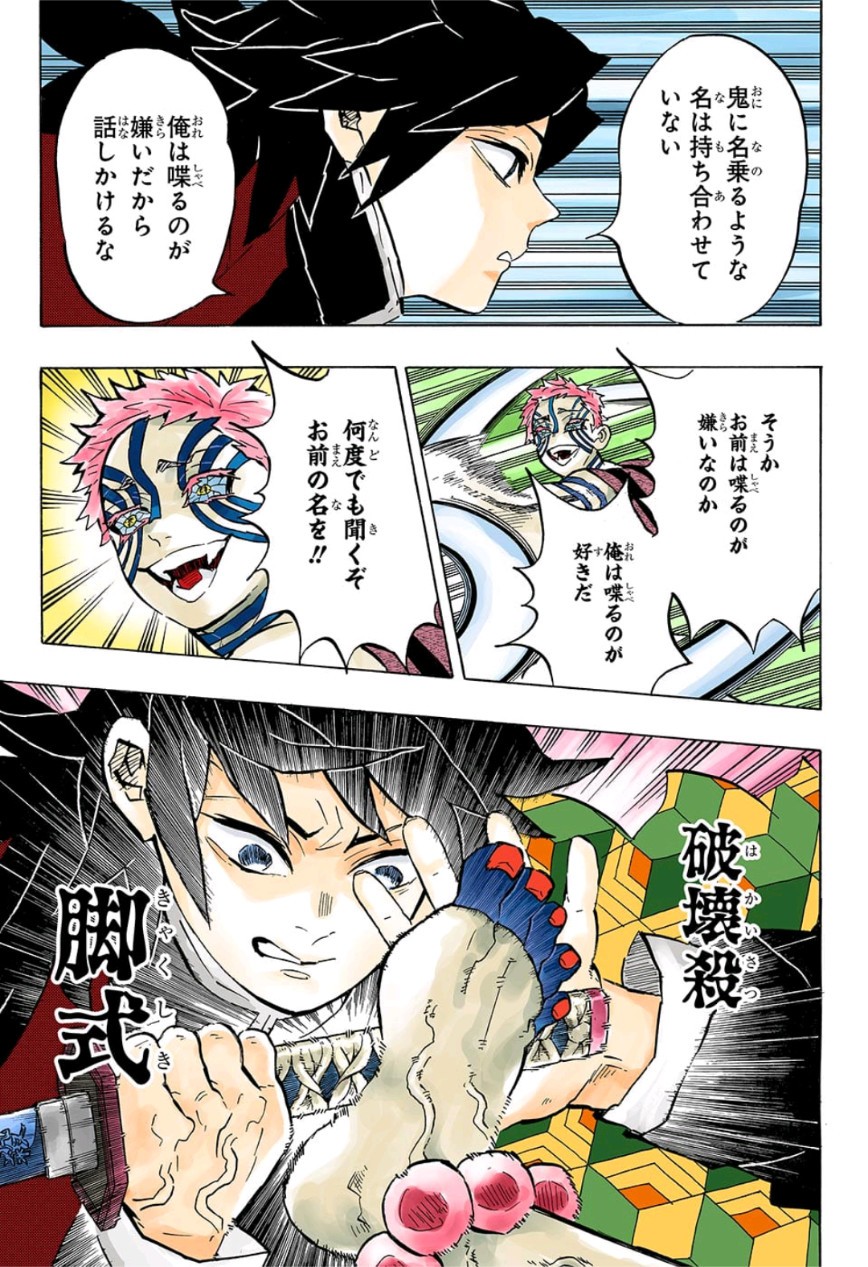 鬼に名乗るような
名は持ち合わせて
いない
俺は喋るのが
嫌いだから
話しかけるな
そうか
お前は喋るのが
嫌いなのか
俺は喋るのが
好きだ
何度でも聞くぞ
お前の名を!!
破壊殺
脚式